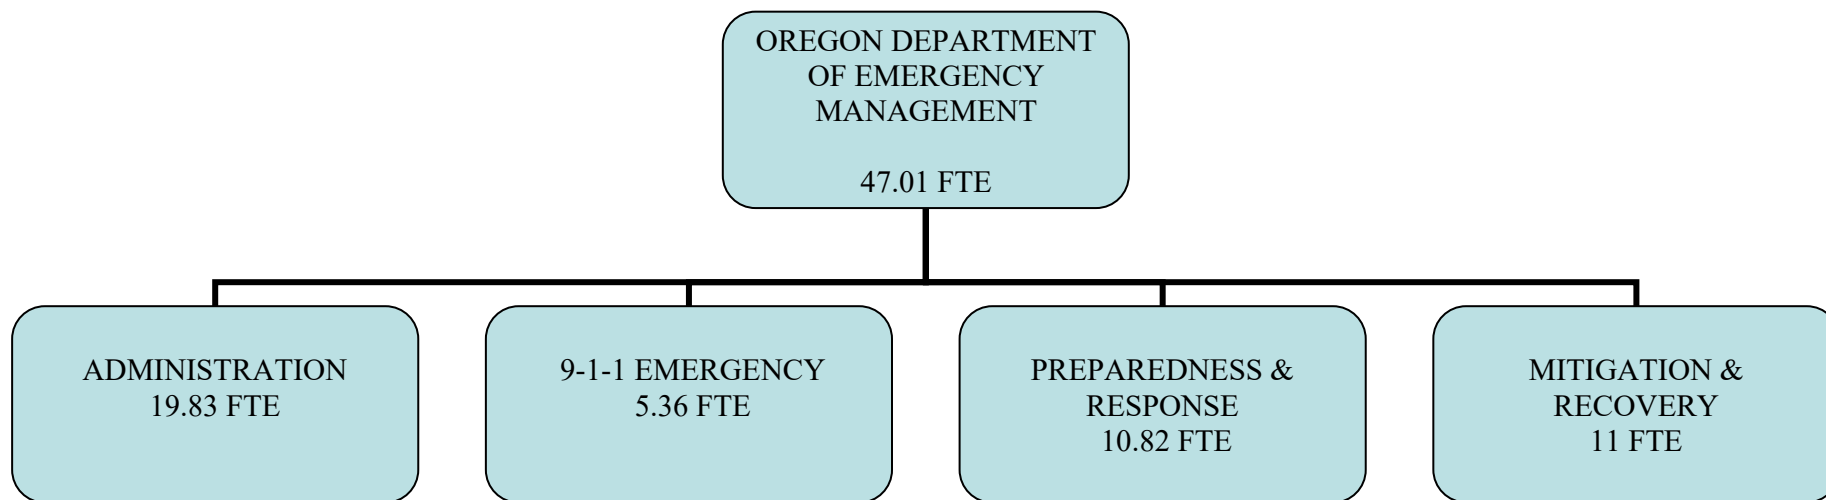 OREGON DEPARTMENT
OF EMERGENCY
MANAGEMENT
47.01 FTE
ADMINISTRATION
19.83 FTE
9-1-1 EMERGENCY
5.36 FTE
PREPAREDNESS &
RESPONSE
10.82 FTE
MITIGATION &
RECOVERY
11 FTE